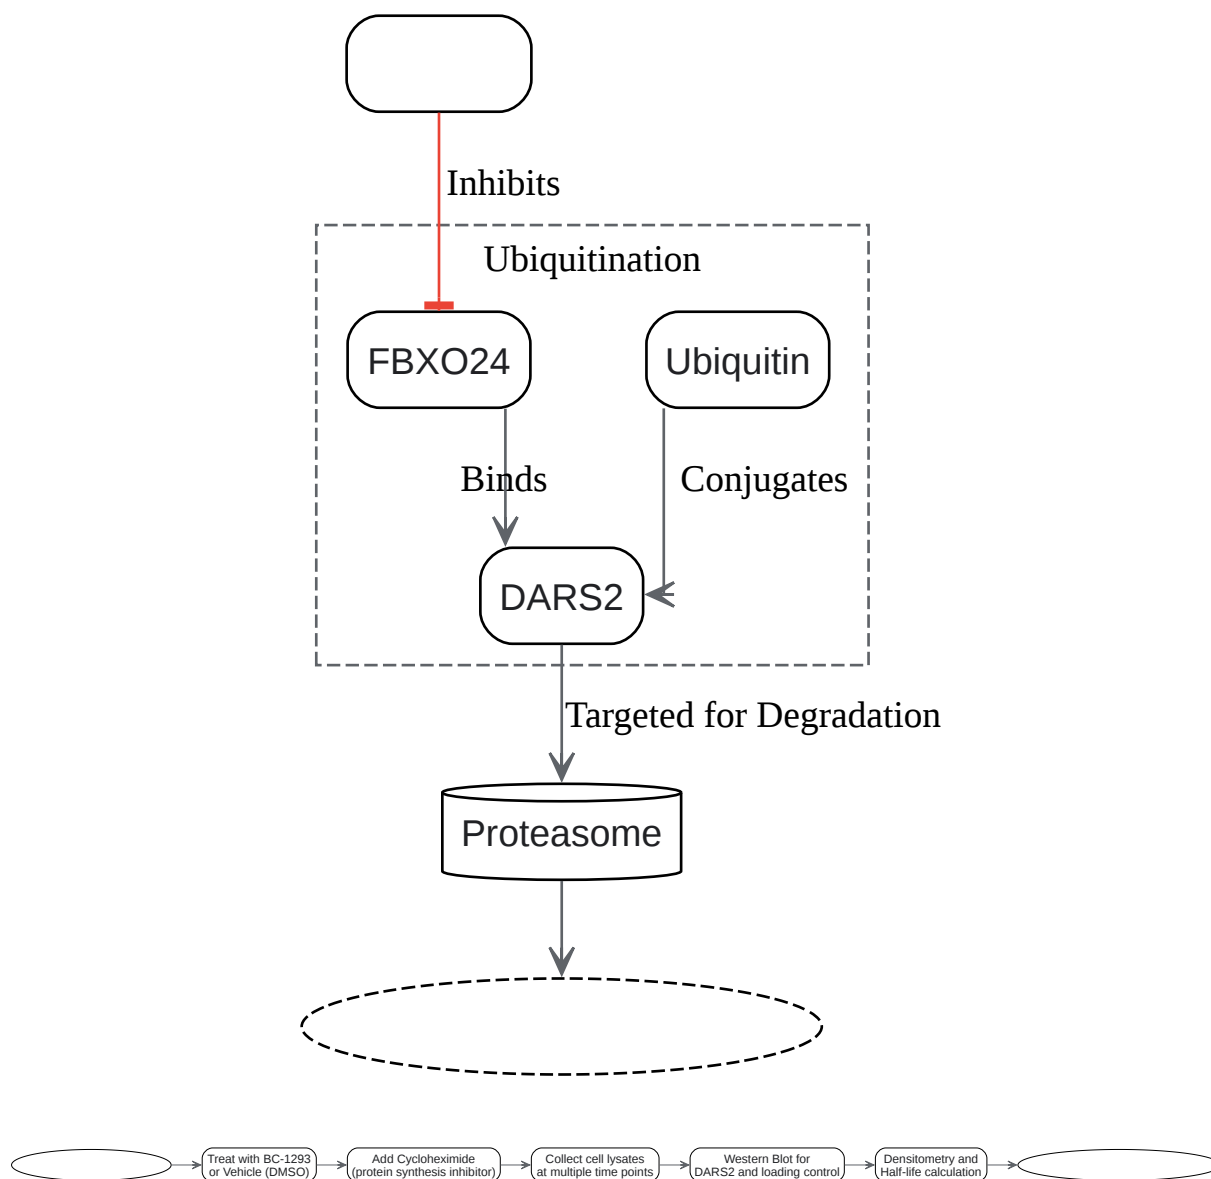 Inhibits
Ubiquitination
FBXO24
Ubiquitin
Binds
Conjugates
DARS2
Targeted for Degradation
Proteasome
Treat with BC-1293
or Vehicle (DMSO)
Add Cycloheximide
(protein synthesis inhibitor)
Collect cell lysates
at multiple time points
Western Blot for
DARS2 and loading control
Densitometry and
Half-life calculation